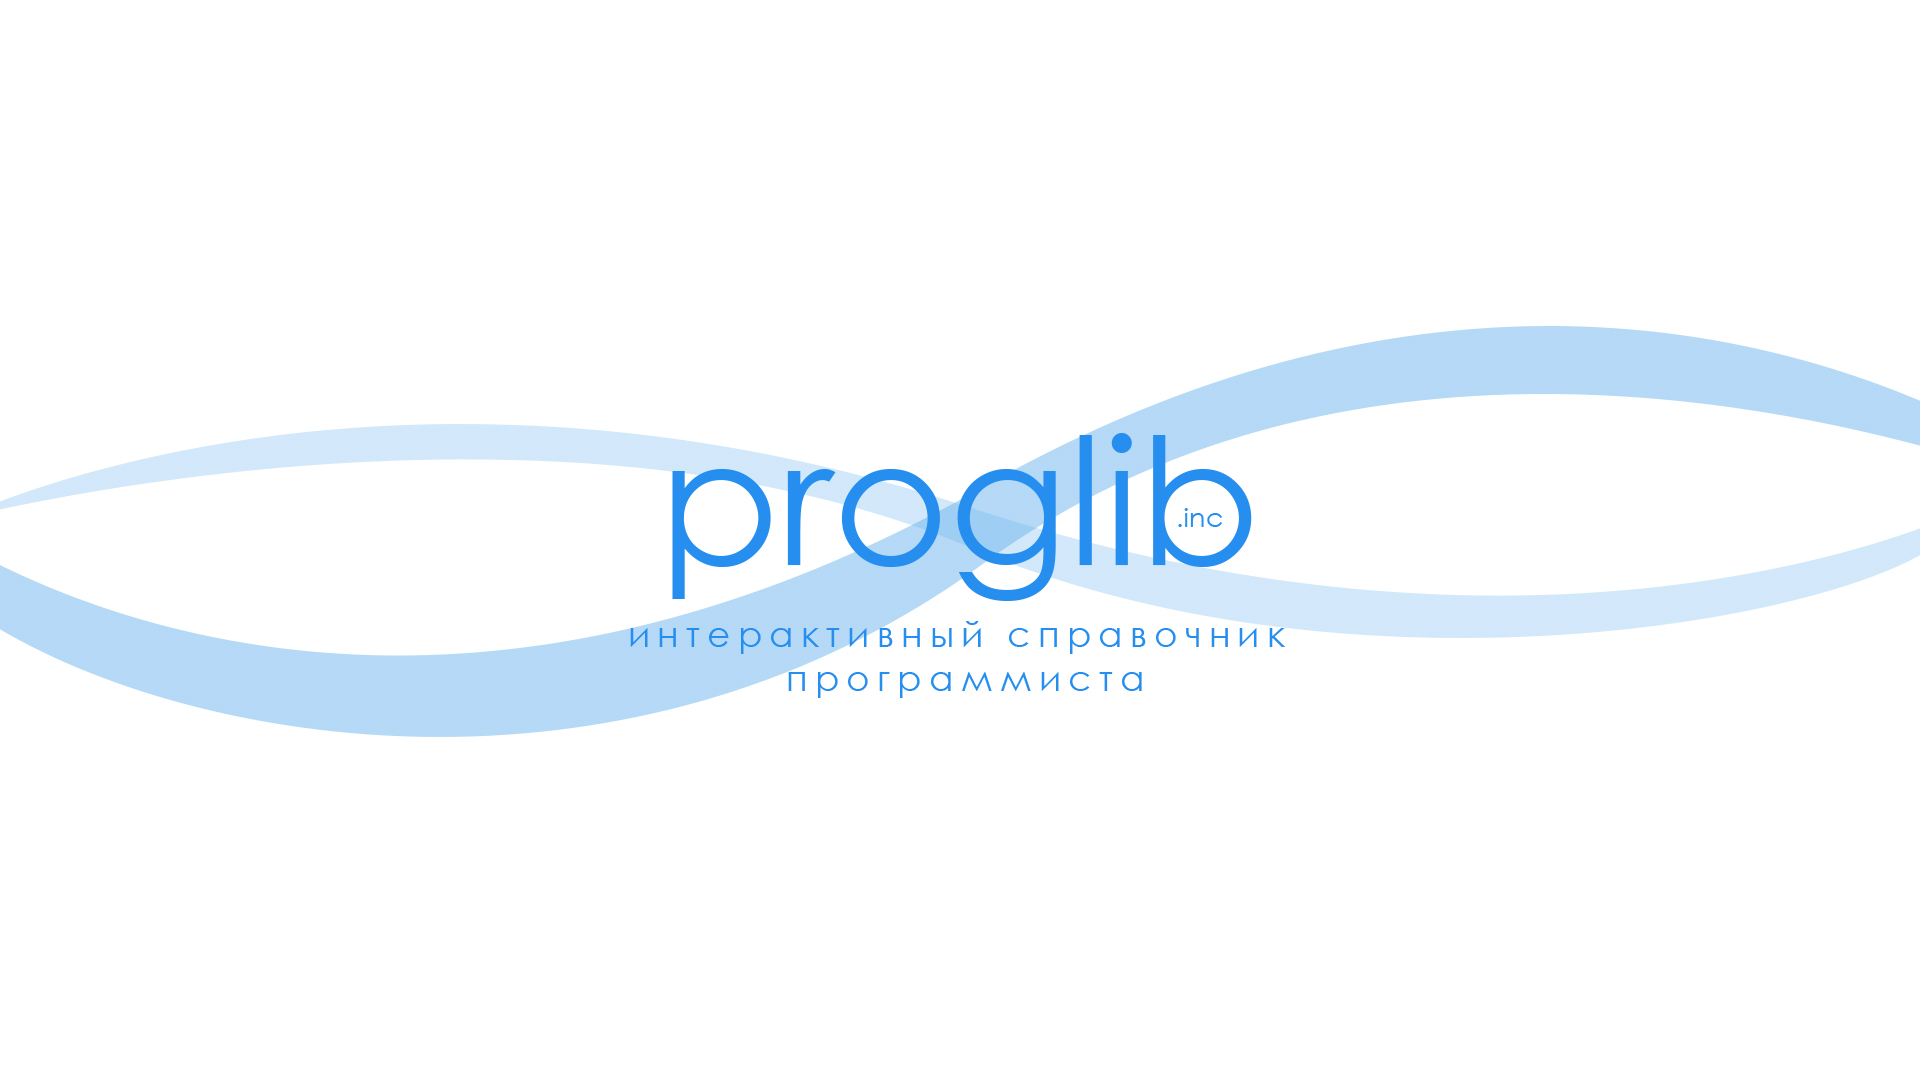 proglib
.inc
интерактивный справочник
программиста